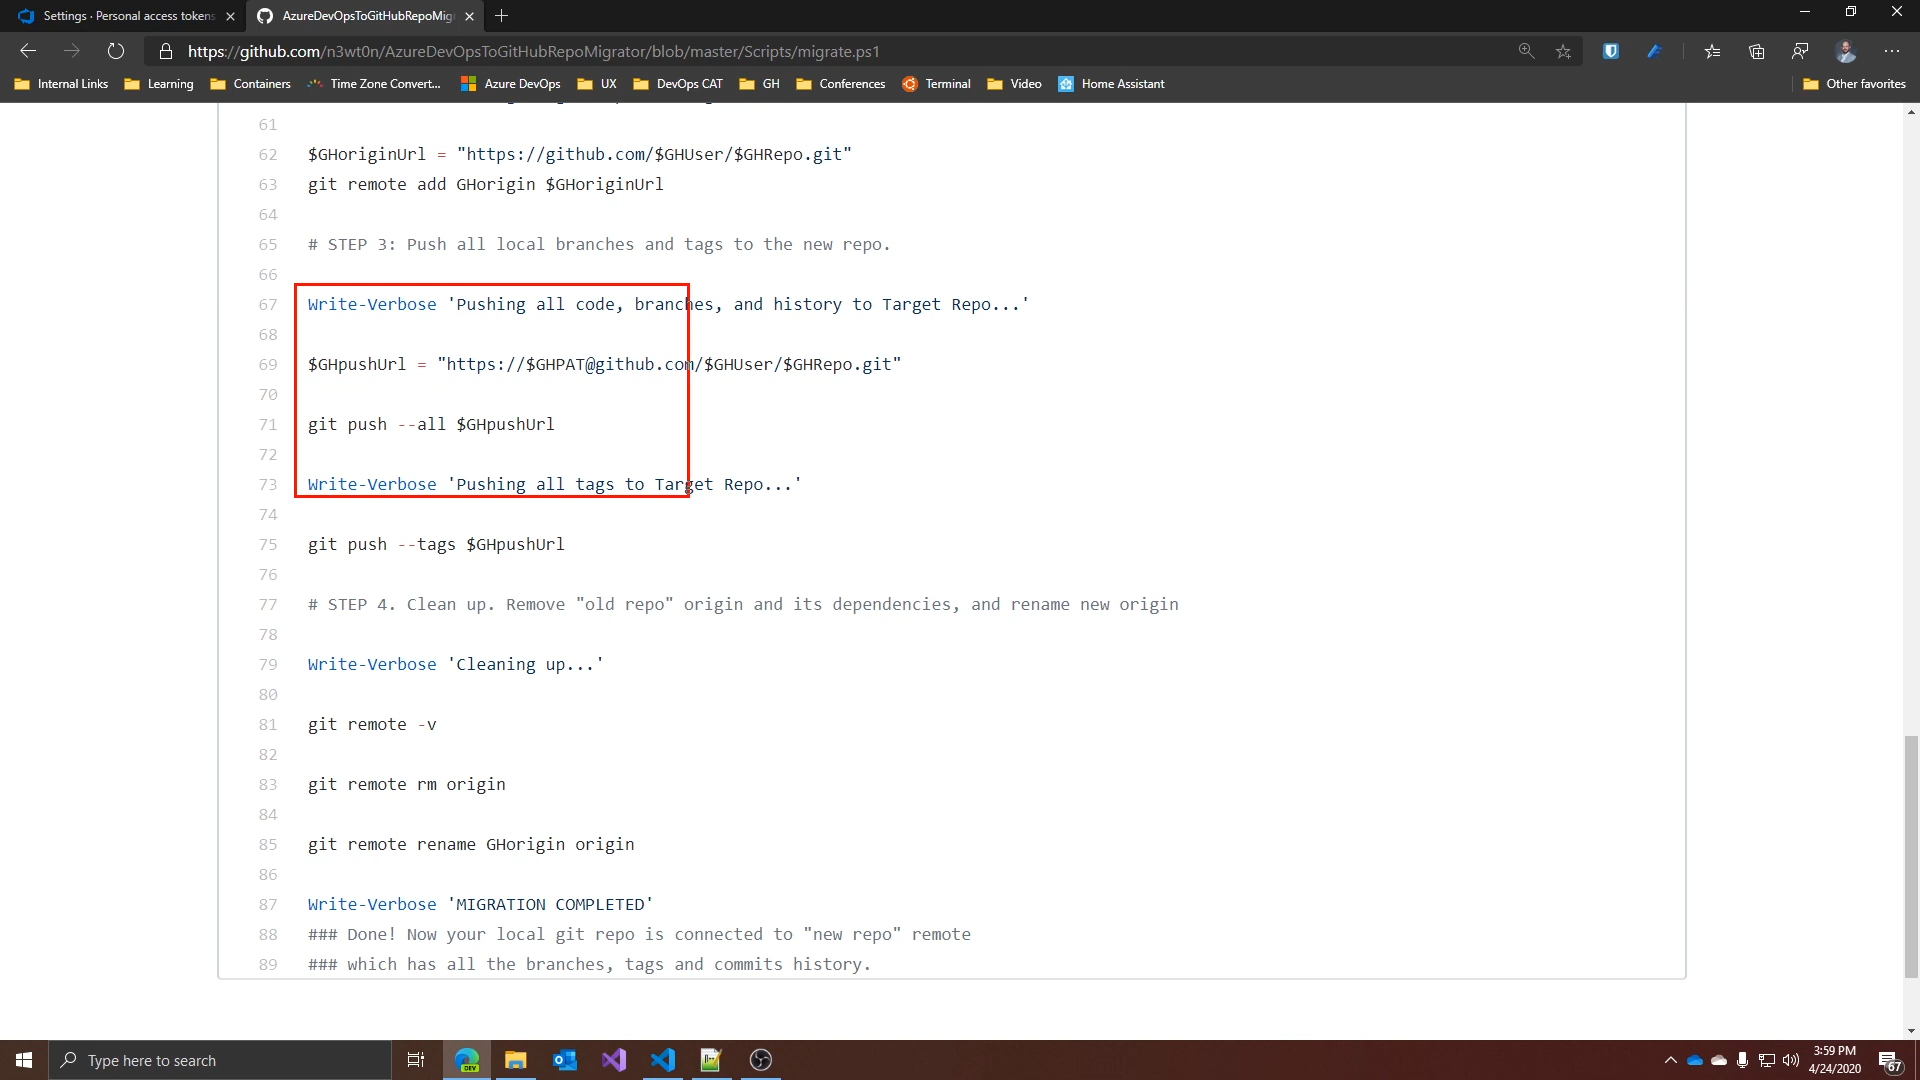 Settings · Personal access tokens
AzureDevOpsToGitHubRepoMig
https://github.com/n3wt0n/AzureDevOpsToGitHubRepoMigrator/blob/master/Scripts/migrate.ps1
Internal Links Learning Containers Time Zone Convert... Azure DevOps UX DevOps CAT GH Conferences Terminal Video Home Assistant Other favorites
61
62 $GHoriginUrl = "https://github.com/$GHUser/$GHRepo.git"
63 git remote add GHorigin $GHoriginUrl
64
65 # STEP 3: Push all local branches and tags to the new repo.
66
67 Write-Verbose 'Pushing all code, branches, and history to Target Repo...'
68
69 $GHpushUrl = "https://$GHPAT@github.com/$GHUser/$GHRepo.git"
70
71 git push --all $GHpushUrl
72
73 Write-Verbose 'Pushing all tags to Target Repo...'
74
75 git push --tags $GHpushUrl
76
77 # STEP 4. Clean up. Remove "old repo" origin and its dependencies, and rename new origin
78
79 Write-Verbose 'Cleaning up...'
80
81 git remote -v
82
83 git remote rm origin
84
85 git remote rename GHorigin origin
86
87 Write-Verbose 'MIGRATION COMPLETED'
88 ### Done! Now your local git repo is connected to "new repo" remote
89 ### which has all the branches, tags and commits history.
Type here to search
DEV
3:59 PM
4/24/2020
67